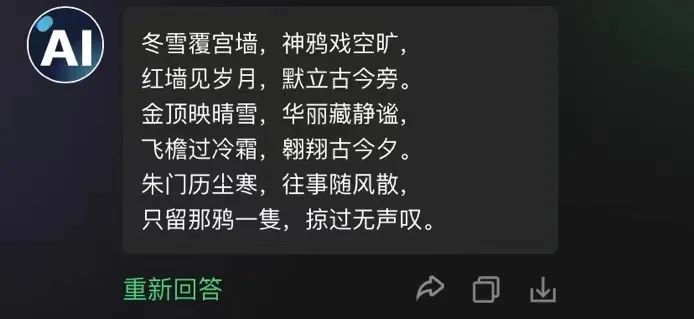 AI
冬雪覆宫墙，神鸦戏空旷，
红墙见岁月，默立古今旁。
金顶映晴雪，华丽藏静谧，
飞檐过冷霜，翱翔古今夕。
朱门历尘寒，往事随风散，
只留那鸦一隻，掠过无声叹。
重新回答